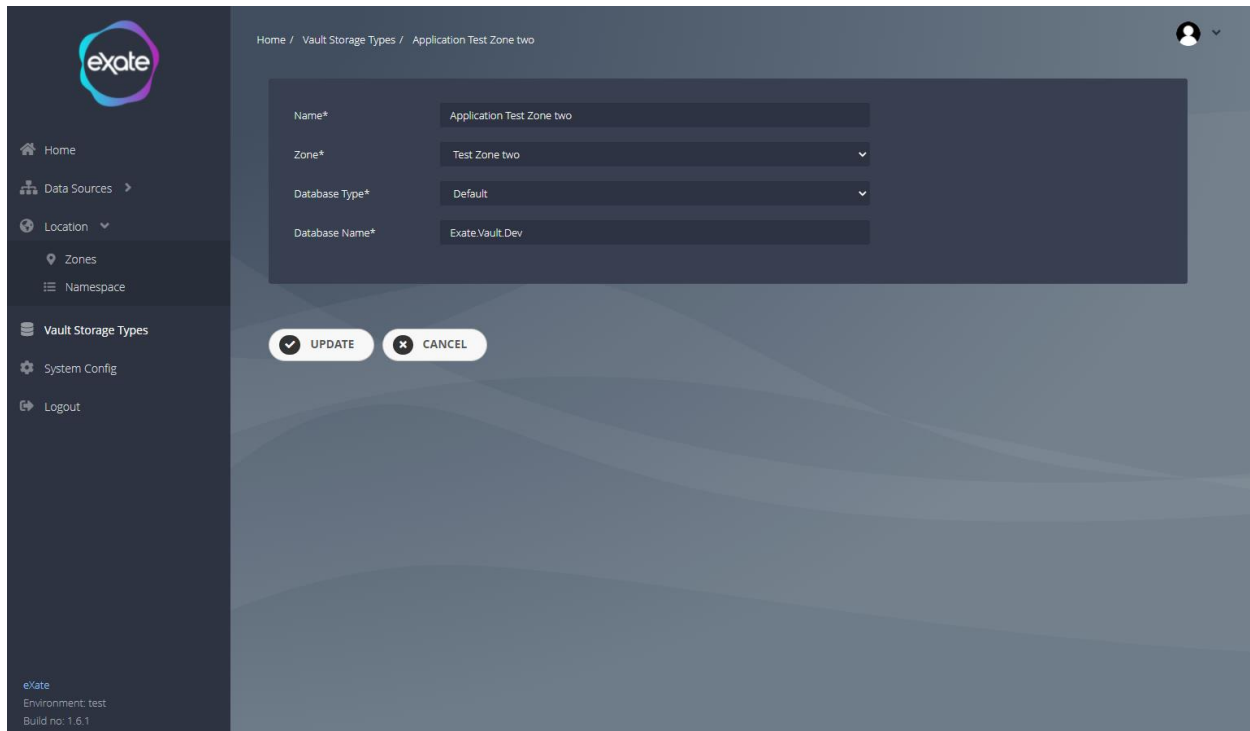 exate
Home / Vault Storage Types / Application Test Zone two
Name* Application Test Zone two
Zone* Test Zone two
Database Type* Default
Database Name* Exate.Vault.Dev
UPDATE CANCEL
Home
Data Sources
Location
Zones
Namespace
Vault Storage Types
System Config
Logout
eXate
Environment: test
Build no: 1.6.1